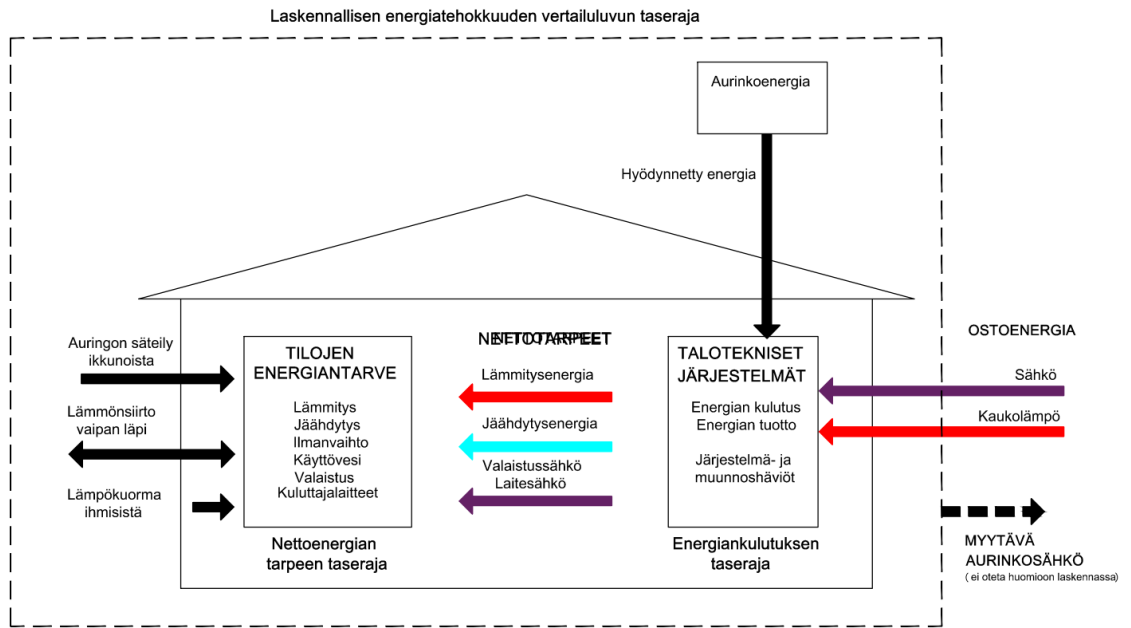 Laskennallisen energiatehokkuuden vertailuluvun taseraja
Aurinkoenergia
Hyödynnetty energia
Auringon säteily
ikkunoista
Lämmönsiirto
vaipan läpi
Lämpökuorma
ihmisistä
TILOJEN
ENERGIANTARVE
Lämmitys
Jäähdytys
Ilmanvaihto
Käyttövesi
Valaistus
Kuluttajalaitteet
Nettoenergian
tarpeen taseraja
NETTOTARPEET
Lämmitysenergia
Jäähdytysenergia
Valaistussähkö
Laitesähkö
TALOTEKNISET
JÄRJESTELMÄT
Energian kulutus
Energian tuotto
Järjestelmä- ja
muunnoshäviöt
Energiankulutuksen
taseraja
OSTOENERGIA
Sähkö
Kaukolämpö
MYYTÄVÄ
AURINKOSÄHKÖ
( ei oteta huomioon laskennassa)